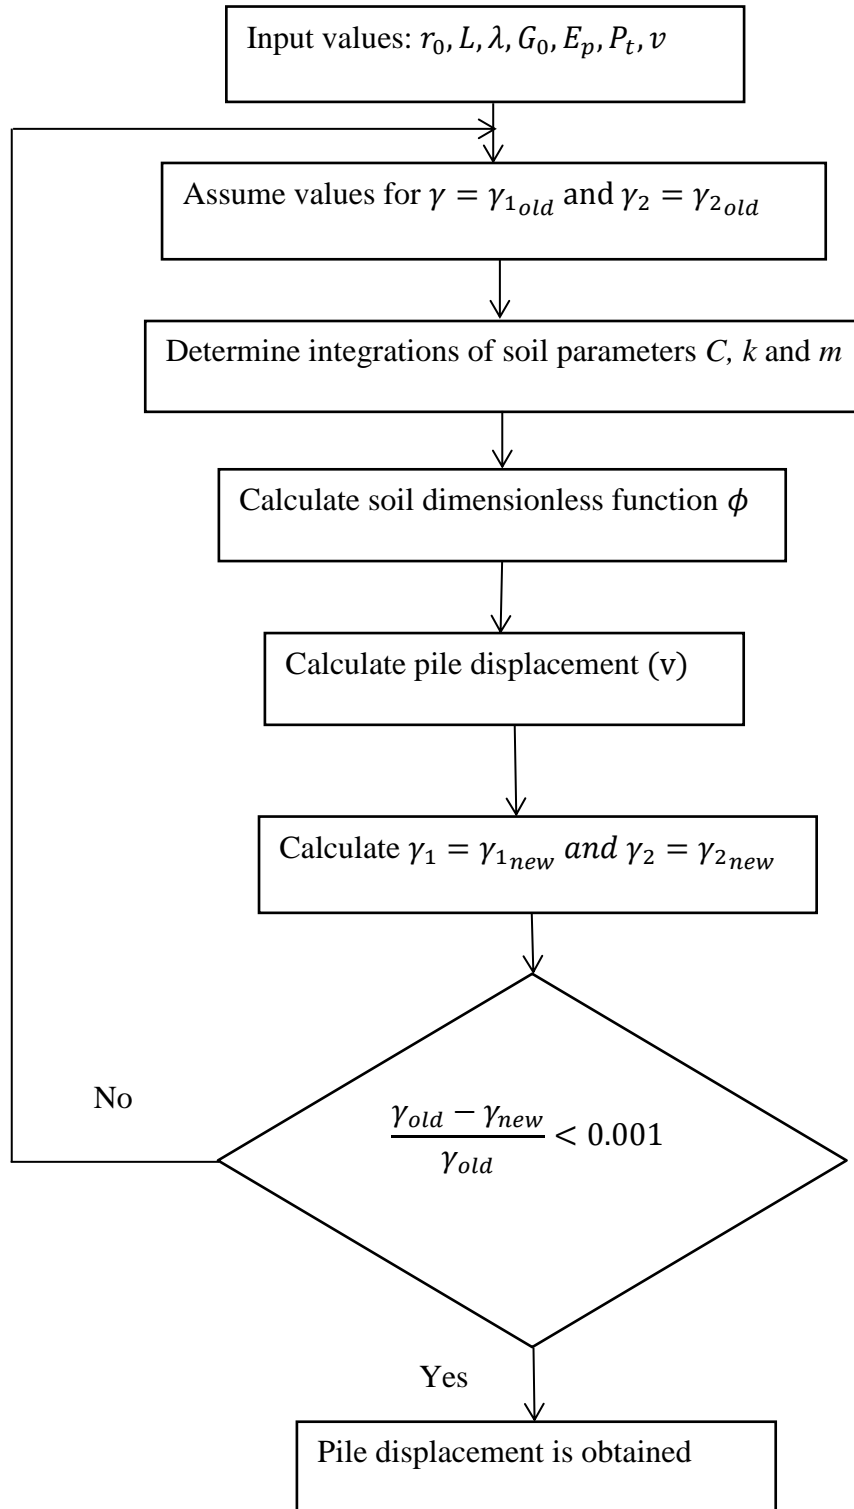 Input values: r₀, L, λ, G₀, Eₚ, Pₜ, v
Assume values for γ = γ₁ₒₗd and γ₂ = γ₂ₒₗd
Determine integrations of soil parameters C, k and m
Calculate soil dimensionless function ϕ
Calculate pile displacement (v)
Calculate γ₁ = γ₁new and γ₂ = γ₂new
No
(γold − γnew) / γold < 0.001
Yes
Pile displacement is obtained